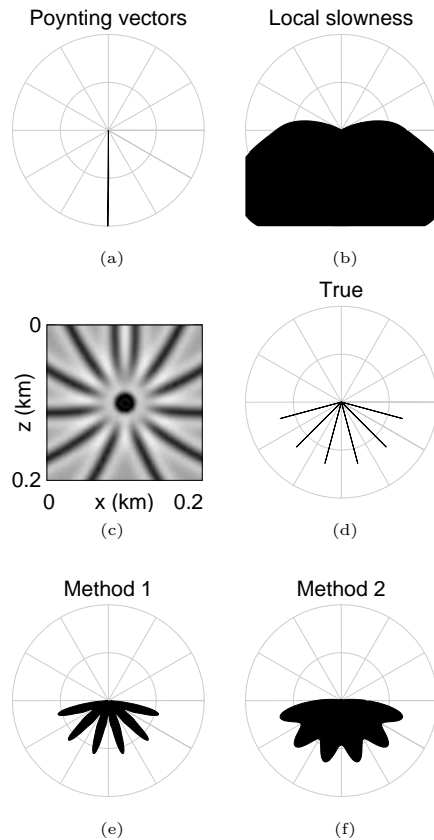 Poynting vectors
Local slowness
(a)
(b)
True
0
z (km)
0.2
0
x (km)
0.2
(c)
(d)
Method 1
Method 2
(e)
(f)